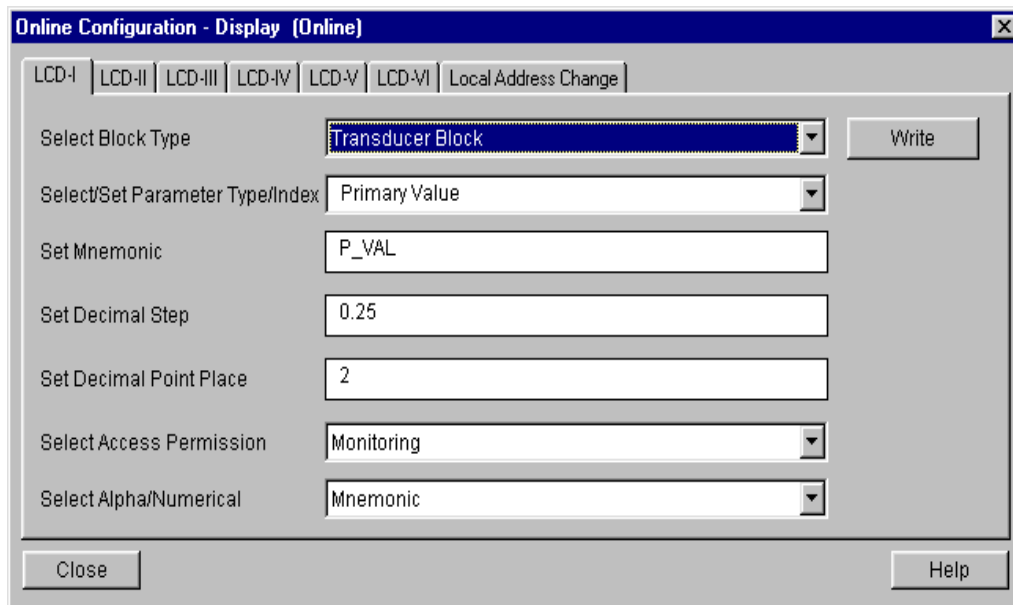 Online Configuration - Display (Online)
LCD-I LCD-II LCD-III LCD-IV LCD-V LCD-VI Local Address Change
Select Block Type Transducer Block Write
Select/Set Parameter Type/Index Primary Value
Set Mnemonic P_VAL
Set Decimal Step 0.25
Set Decimal Point Place 2
Select Access Permission Monitoring
Select Alpha/Numerical Mnemonic
Close Help